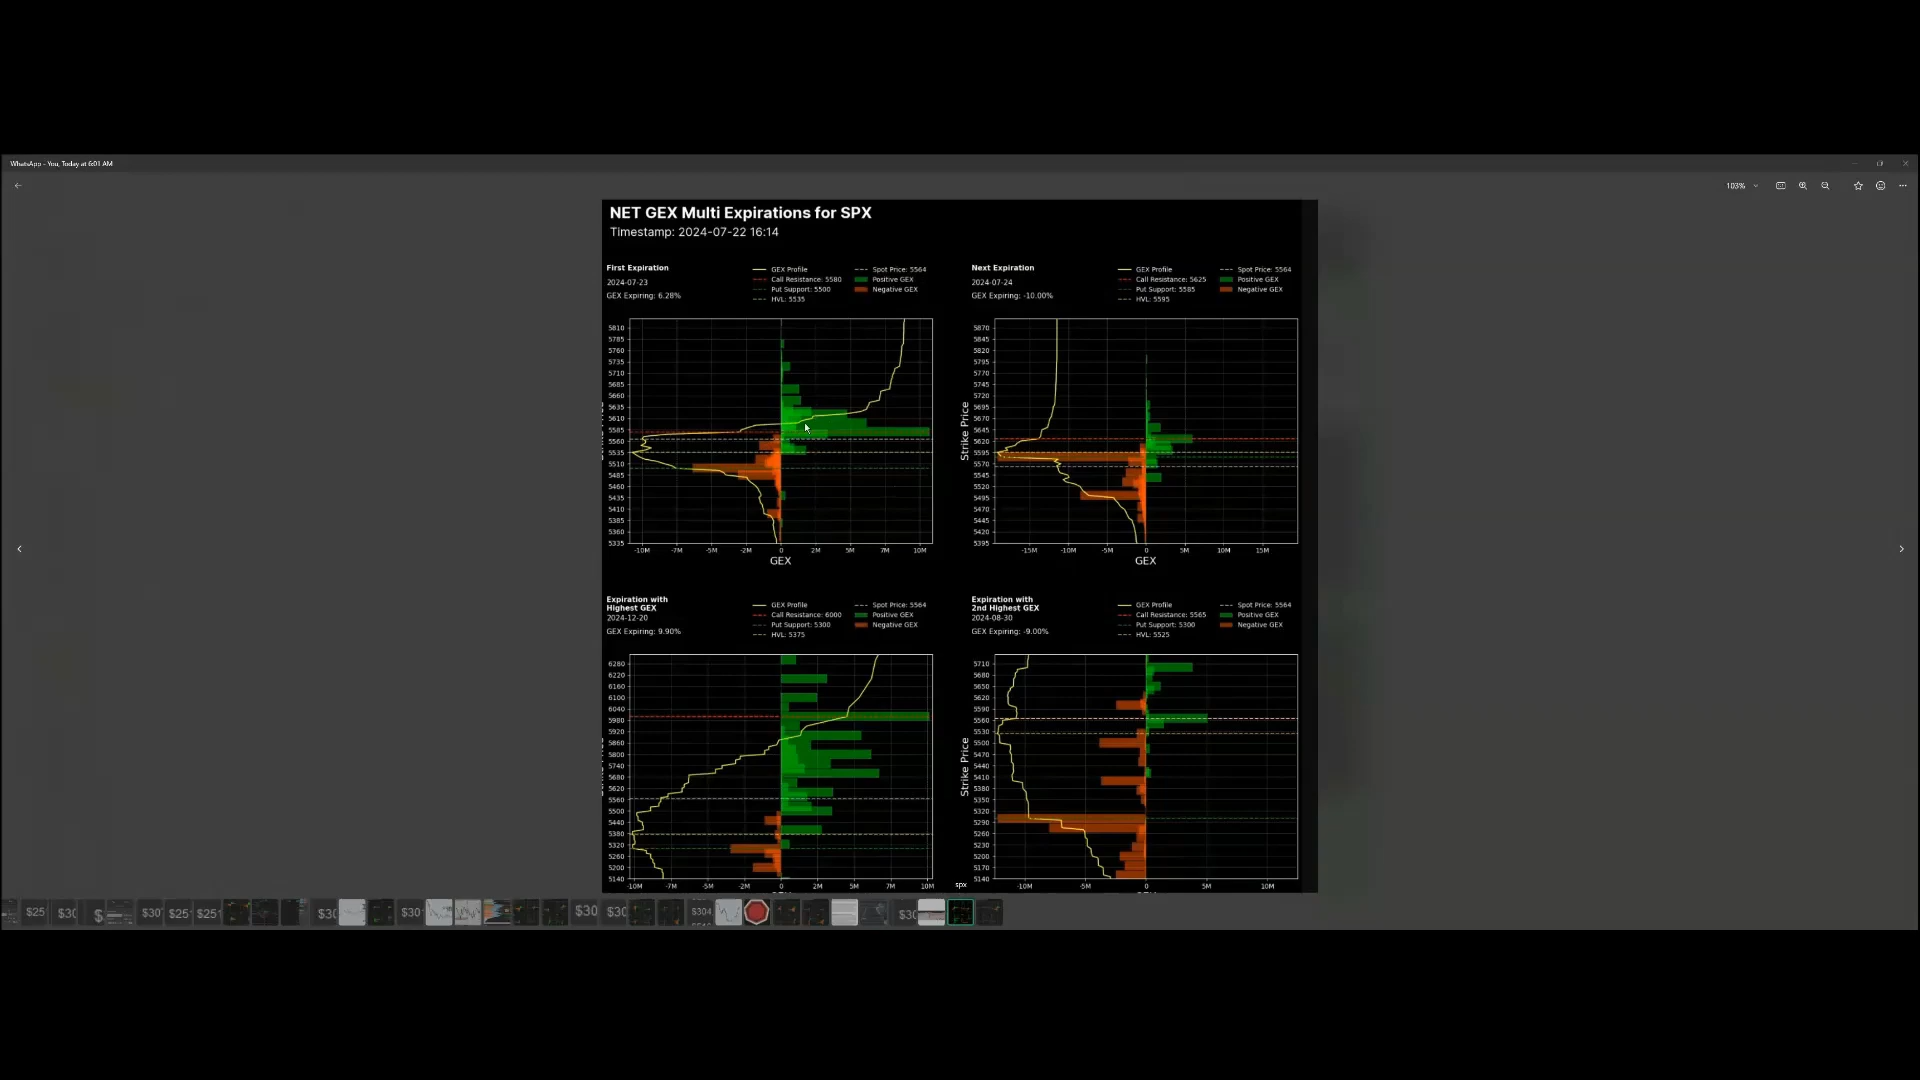 WhatsApp - You, Today at 6:01 AM
103%
NET GEX Multi Expirations for SPX
Timestamp: 2024-07-22 16:14
First Expiration
2024-07-23
GEX Expiring: 6.28%
GEX Profile
Call Resistance: 5580
Put Support: 5500
HVL: 5535
Spot Price: 5564
Positive GEX
Negative GEX
5810
5785
5760
5735
5710
5685
5660
5635
5610
5585
5560
5535
5510
5485
5460
5435
5410
5385
5360
5335
-10M -7M -5M -2M 0 2M 5M 7M 10M
GEX
Next Expiration
2024-07-24
GEX Expiring: -10.00%
GEX Profile
Call Resistance: 5625
Put Support: 5585
HVL: 5595
Spot Price: 5564
Positive GEX
Negative GEX
Strike Price
5870
5845
5820
5795
5770
5745
5720
5695
5670
5645
5620
5595
5570
5545
5520
5495
5470
5445
5420
5395
-15M -10M -5M 0 5M 10M 15M
GEX
Expiration with
Highest GEX
2024-12-20
GEX Expiring: 9.90%
GEX Profile
Call Resistance: 6000
Put Support: 5300
HVL: 5375
Spot Price: 5564
Positive GEX
Negative GEX
6280
6220
6160
6100
6040
5980
5920
5860
5800
5740
5680
5620
5560
5500
5440
5380
5320
5260
5200
5140
-10M -7M -5M -2M 0 2M 5M 7M 10M
Expiration with
2nd Highest GEX
2024-08-30
GEX Expiring: -9.00%
GEX Profile
Call Resistance: 5565
Put Support: 5300
HVL: 5525
Spot Price: 5564
Positive GEX
Negative GEX
Strike Price
5710
5680
5650
5620
5590
5560
5530
5500
5470
5440
5410
5380
5350
5320
5290
5260
5230
5200
5170
5140
-10M -5M 0 5M 10M
spx
$25 $30 $ $30 $25 $25 $30 $30 $30 $30 $304 $30